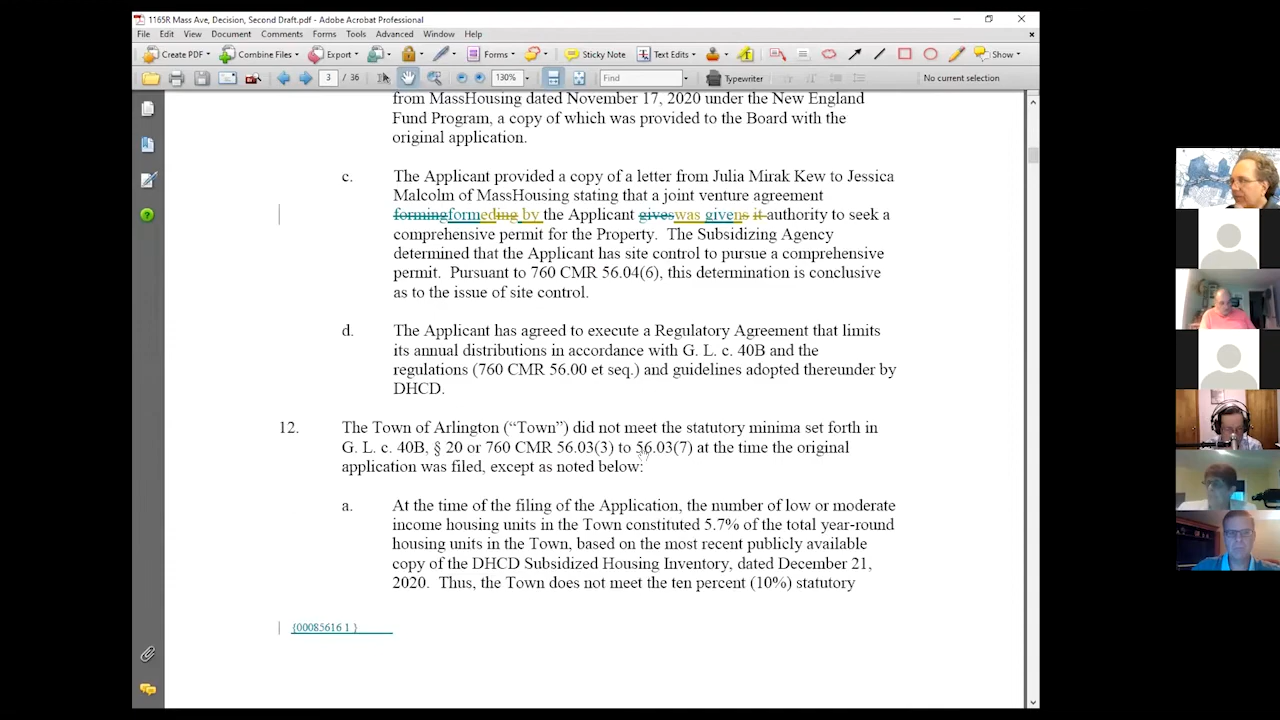 1165R Mass Ave, Decision, Second Draft.pdf - Adobe Acrobat Professional
File Edit View Document Comments Forms Tools Advanced Window Help
Create PDF Combine Files Export Forms Sticky Note Text Edits Show
3 / 36 130% Find Typewriter No current selection
from MassHousing dated November 17, 2020 under the New England
Fund Program, a copy of which was provided to the Board with the
original application.
c. The Applicant provided a copy of a letter from Julia Mirak Kew to Jessica
Malcolm of MassHousing stating that a joint venture agreement
formingformeding by the Applicant giveswas givens it authority to seek a
comprehensive permit for the Property. The Subsidizing Agency
determined that the Applicant has site control to pursue a comprehensive
permit. Pursuant to 760 CMR 56.04(6), this determination is conclusive
as to the issue of site control.
d. The Applicant has agreed to execute a Regulatory Agreement that limits
its annual distributions in accordance with G. L. c. 40B and the
regulations (760 CMR 56.00 et seq.) and guidelines adopted thereunder by
DHCD.
12. The Town of Arlington (“Town”) did not meet the statutory minima set forth in
G. L. c. 40B, § 20 or 760 CMR 56.03(3) to 56.03(7) at the time the original
application was filed, except as noted below:
a. At the time of the filing of the Application, the number of low or moderate
income housing units in the Town constituted 5.7% of the total year-round
housing units in the Town, based on the most recent publicly available
copy of the DHCD Subsidized Housing Inventory, dated December 21,
2020. Thus, the Town does not meet the ten percent (10%) statutory
{00085616 1 }